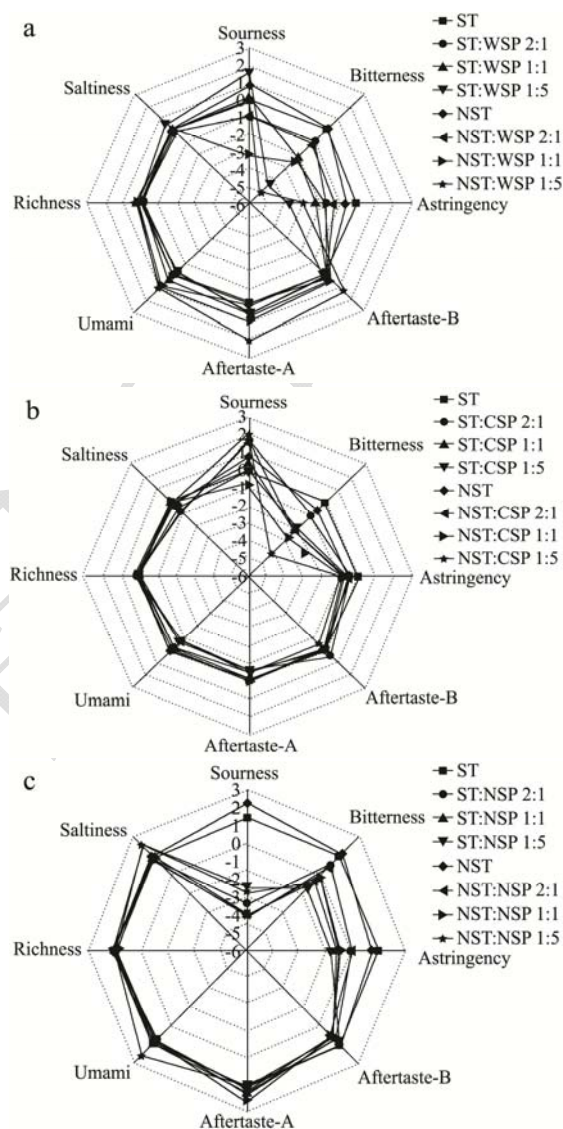 a
Sourness
Bitterness
Astringency
Aftertaste-B
Aftertaste-A
Umami
Richness
Saltiness
3
2
1
0
-1
-2
-3
-4
-5
-6
ST
ST:WSP 2:1
ST:WSP 1:1
ST:WSP 1:5
NST
NST:WSP 2:1
NST:WSP 1:1
NST:WSP 1:5
b
Sourness
Bitterness
Astringency
Aftertaste-B
Aftertaste-A
Umami
Richness
Saltiness
3
2
1
0
-1
-2
-3
-4
-5
-6
ST
ST:CSP 2:1
ST:CSP 1:1
ST:CSP 1:5
NST
NST:CSP 2:1
NST:CSP 1:1
NST:CSP 1:5
c
Sourness
Bitterness
Astringency
Aftertaste-B
Aftertaste-A
Umami
Richness
Saltiness
3
2
1
0
-1
-2
-3
-4
-5
-6
ST
ST:NSP 2:1
ST:NSP 1:1
ST:NSP 1:5
NST
NST:NSP 2:1
NST:NSP 1:1
NST:NSP 1:5